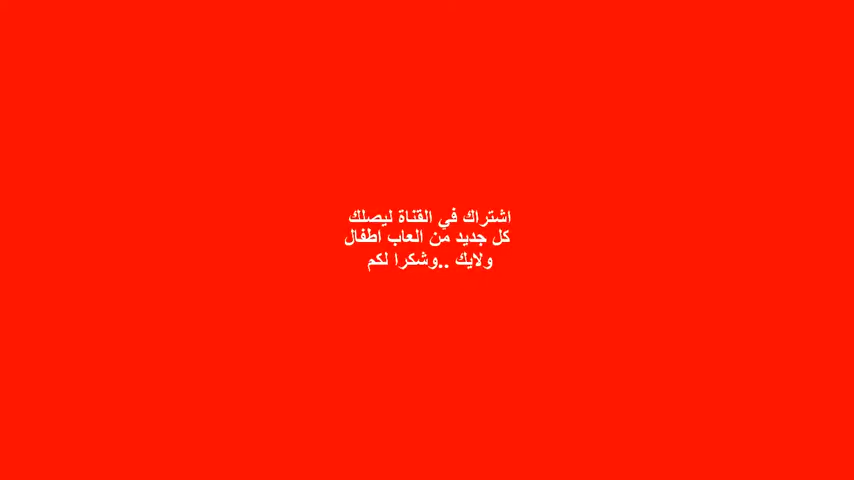 اشتراك في القناة ليصلك
كل جديد من العاب اطفال
ولايك ..وشكرا لكم